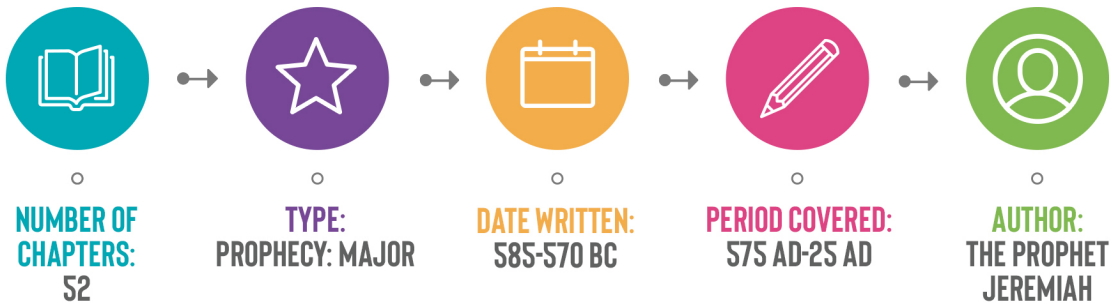 NUMBER OF
CHAPTERS:
52
TYPE:
PROPHECY: MAJOR
DATE WRITTEN:
585-570 BC
PERIOD COVERED:
575 AD-25 AD
AUTHOR:
THE PROPHET
JEREMIAH